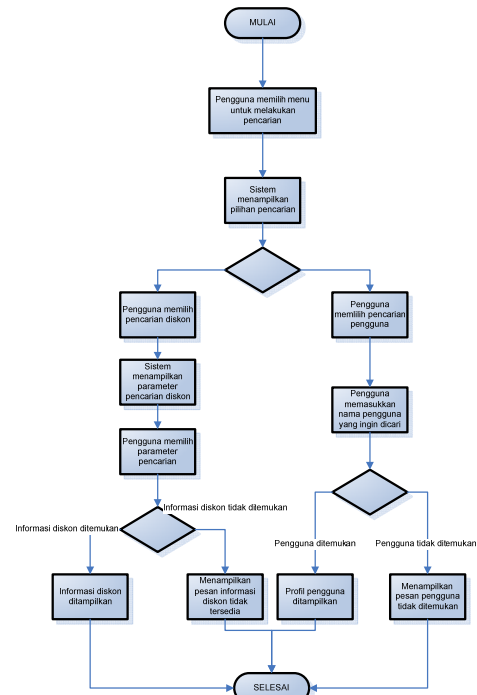 MULAI
Pengguna memilih menu
untuk melakukan
pencarian
Sistem
menampilkan
pilihan pencarian
Pengguna memilih
pencarian diskon
Pengguna
memlilih pencarian
pengguna
Sistem
menampilkan
parameter
pencarian diskon
Pengguna
memasukkan
nama pengguna
yang ingin dicari
Pengguna memilih
parameter
pencarian
Informasi diskon tidak ditemukan
Informasi diskon ditemukan
Pengguna ditemukan
Pengguna tidak ditemukan
Informasi diskon
ditampilkan
Menampilkan
pesan informasi
diskon tidak
tersedia
Profil pengguna
ditampilkan
Menampilkan
pesan pengguna
tidak ditemukan
SELESAI